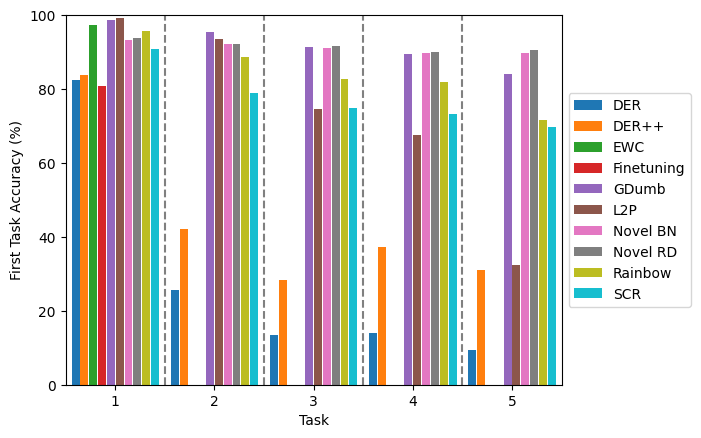 First Task Accuracy (%)
100
80
60
40
20
0
1 2 3 4 5
Task
DER
DER++
EWC
Finetuning
GDumb
L2P
Novel BN
Novel RD
Rainbow
SCR